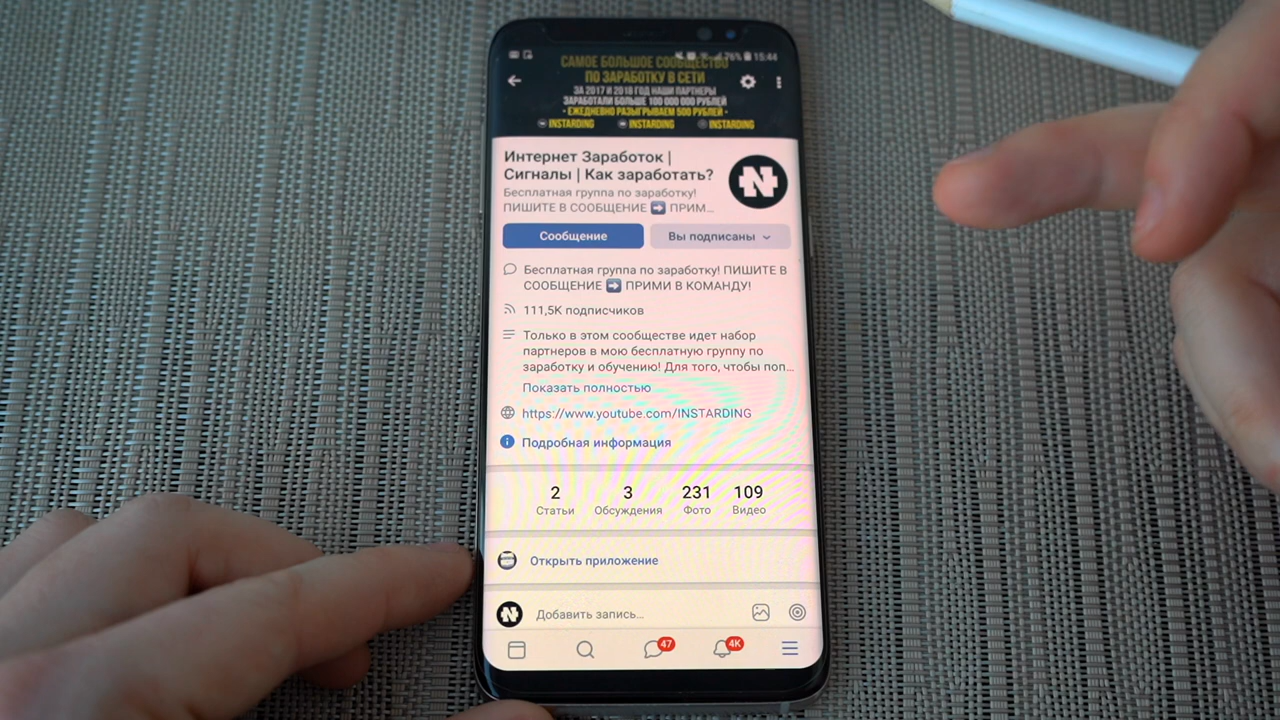 76% 15:44
САМОЕ БОЛЬШОЕ СООБЩЕСТВО
ПО ЗАРАБОТКУ В СЕТИ
ЗА 2017 И 2018 ГОД НАШИ ПАРТНЕРЫ
ЗАРАБОТАЛИ БОЛЬШЕ 100 000 000 РУБЛЕЙ
- ЕЖЕДНЕВНО РАЗЫГРЫВАЕМ 500 РУБЛЕЙ -
INSTARDING INSTARDING INSTARDING
Интернет Заработок |
Сигналы | Как заработать?
Бесплатная группа по заработку!
ПИШИТЕ В СООБЩЕНИЕ ➡ ПРИМ...
Сообщение
Вы подписаны
Бесплатная группа по заработку! ПИШИТЕ В
СООБЩЕНИЕ ➡ ПРИМИ В КОМАНДУ!
111,5K подписчиков
Только в этом сообществе идет набор
партнеров в мою бесплатную группу по
заработку и обучению! Для того, чтобы поп...
Показать полностью
https://www.youtube.com/INSTARDING
Подробная информация
2 3 231 109
Статьи Обсуждения Фото Видео
Открыть приложение
Добавить запись...
47 4K